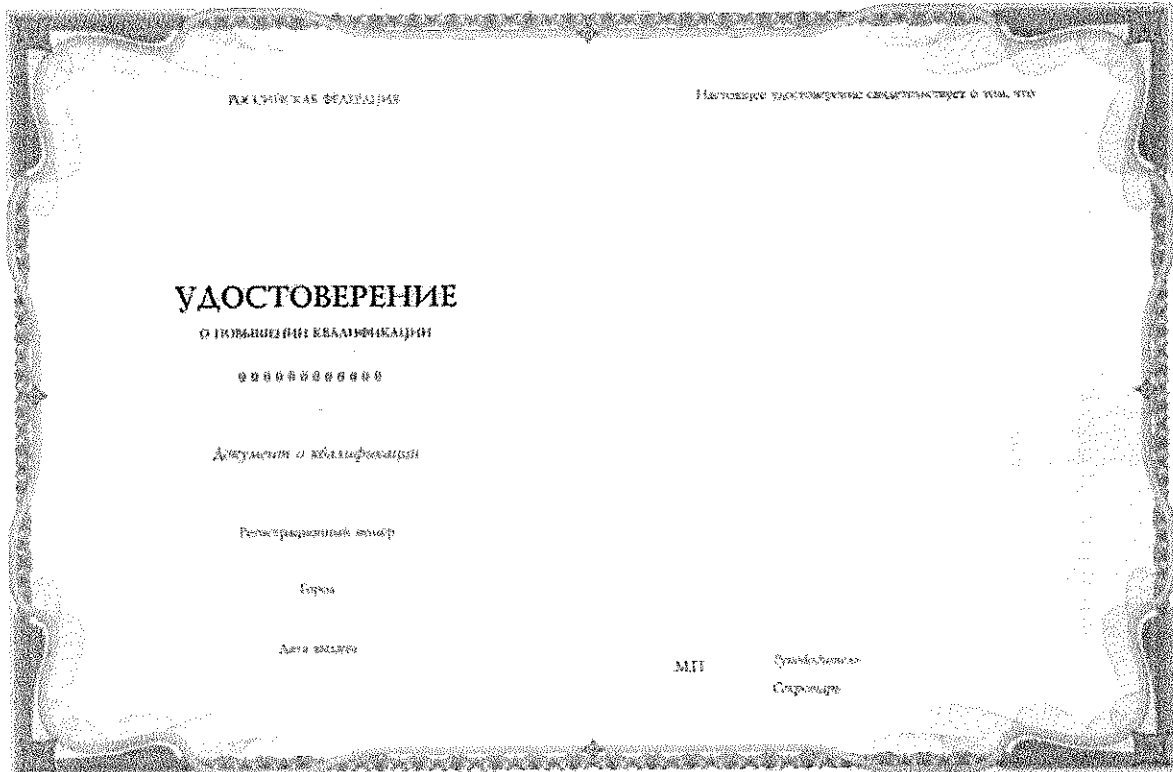 РОССИЙСКАЯ ФЕДЕРАЦИЯ
УДОСТОВЕРЕНИЕ
О ПОВЫШЕНИИ КВАЛИФИКАЦИИ
000000000000
Документ о квалификации
Регистрационный номер
Город
Дата выдачи
Настоящее удостоверение свидетельствует о том, что
М.П
Руководитель
Секретарь